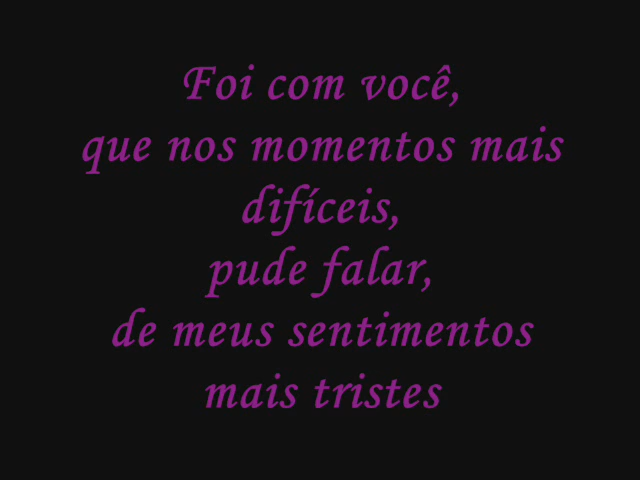 Foi com você,
que nos momentos mais
difíceis,
pude falar,
de meus sentimentos
mais tristes